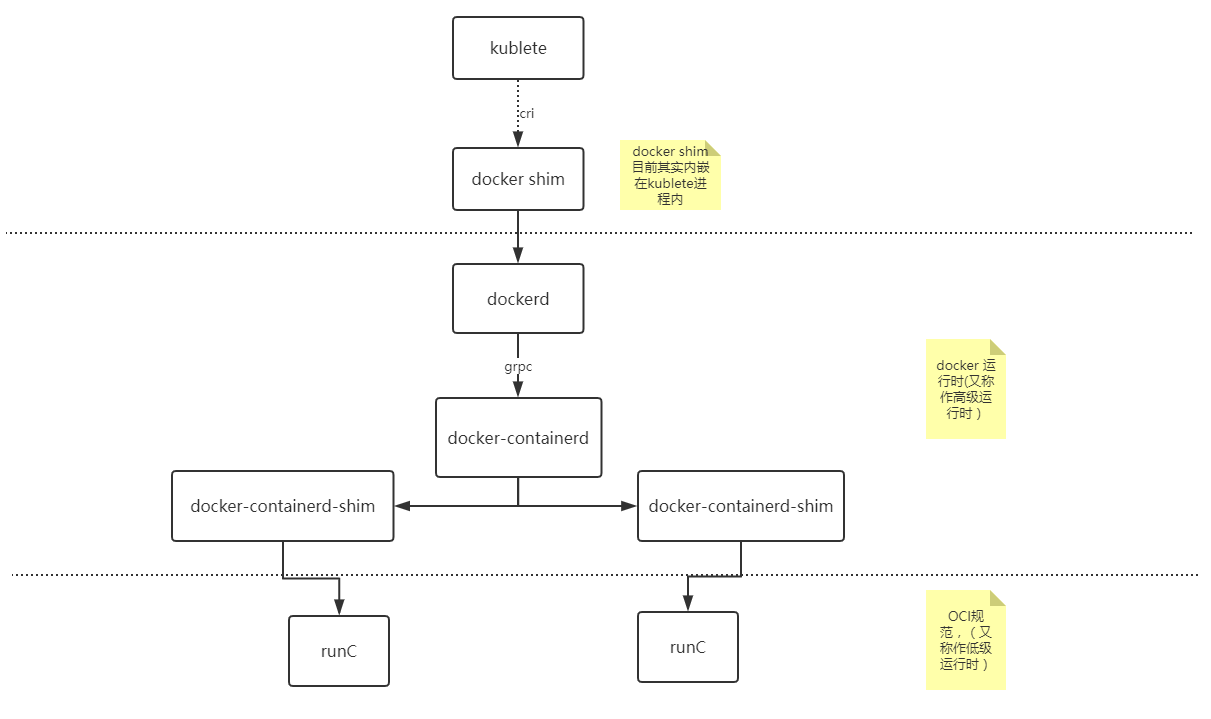 kublete
cri
docker shim
docker shim
目前其实内嵌
在kublete进
程内
dockerd
grpc
docker 运
行时(又称
作高级运
行时）
docker-containerd
docker-containerd-shim
docker-containerd-shim
OCI规
范，（又
称作低级
运行时）
runC
runC